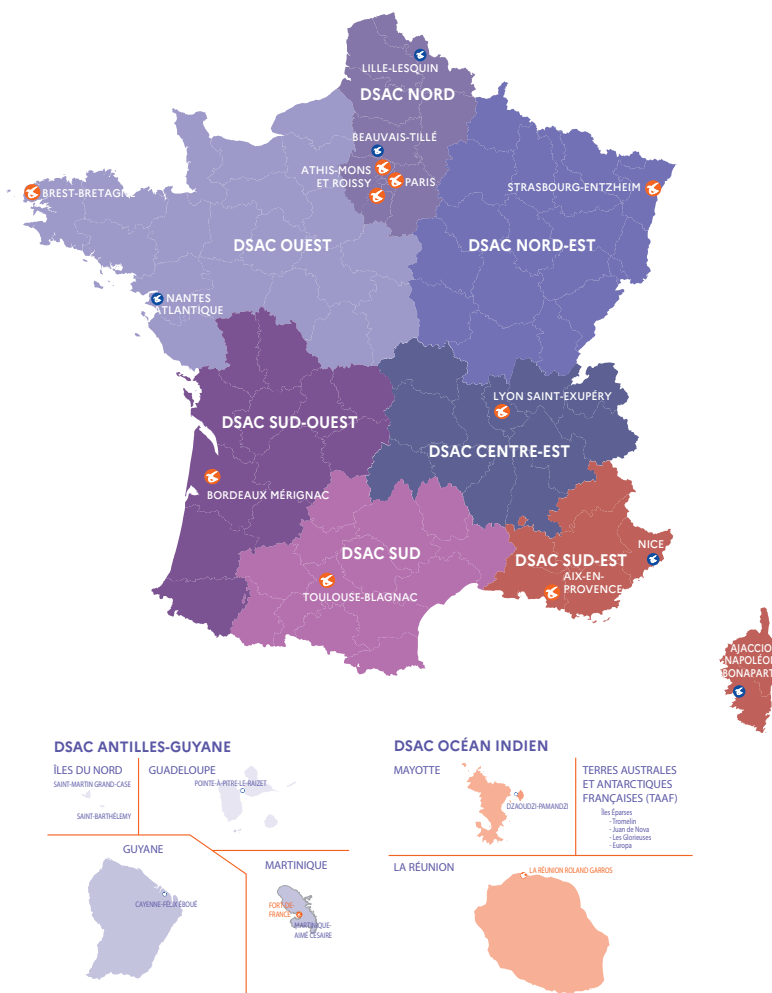 LILLE-LESQUIN
DSAC NORD
BEAUVAIS-TILLÉ
ATHIS-MONS
ET ROISSY
PARIS
BREST-BRETAGNE
STRASBOURG-ENTZHEIM
DSAC OUEST
DSAC NORD-EST
NANTES
ATLANTIQUE
LYON SAINT-EXUPÉRY
DSAC SUD-OUEST
DSAC CENTRE-EST
BORDEAUX MÉRIGNAC
NICE
DSAC SUD
DSAC SUD-EST
AIX-EN-
PROVENCE
TOULOUSE-BLAGNAC
AJACCIO
NAPOLÉON
BONAPART
DSAC ANTILLES-GUYANE
ÎLES DU NORD
SAINT-MARTIN GRAND-CASE
SAINT-BARTHÉLEMY
GUADELOUPE
POINTE-À-PITRE-LE-RAIZET
GUYANE
CAYENNE-FÉLIX ÉBOUÉ
MARTINIQUE
FORT-DE-
FRANCE
MARTINIQUE-
AIMÉ CÉSAIRE
DSAC OCÉAN INDIEN
MAYOTTE
DZAOUDZI-PAMANDZI
TERRES AUSTRALES
ET ANTARCTIQUES
FRANÇAISES (TAAF)
Îles Éparses
- Tromelin
- Juan de Nova
- Les Glorieuses
- Europa
LA RÉUNION
LA RÉUNION ROLAND GARROS